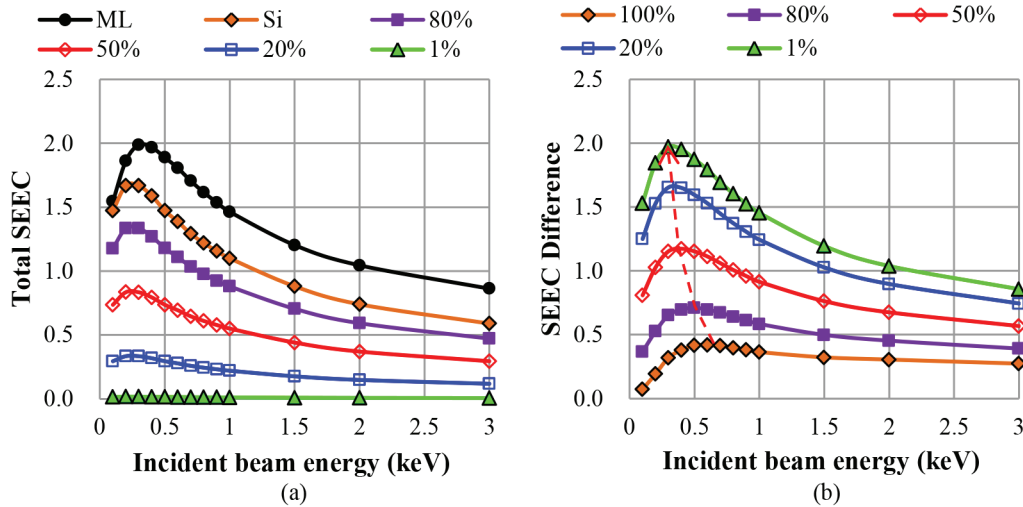 ML Si 80%
50% 20% 1%
2.5
2.0
1.5
1.0
0.5
0.0
Total SEEC
0 0.5 1 1.5 2 2.5 3
Incident beam energy (keV)
(a)
100% 80% 50%
20% 1%
2.5
2.0
1.5
1.0
0.5
0.0
SEEC Difference
0 0.5 1 1.5 2 2.5 3
Incident beam energy (keV)
(b)